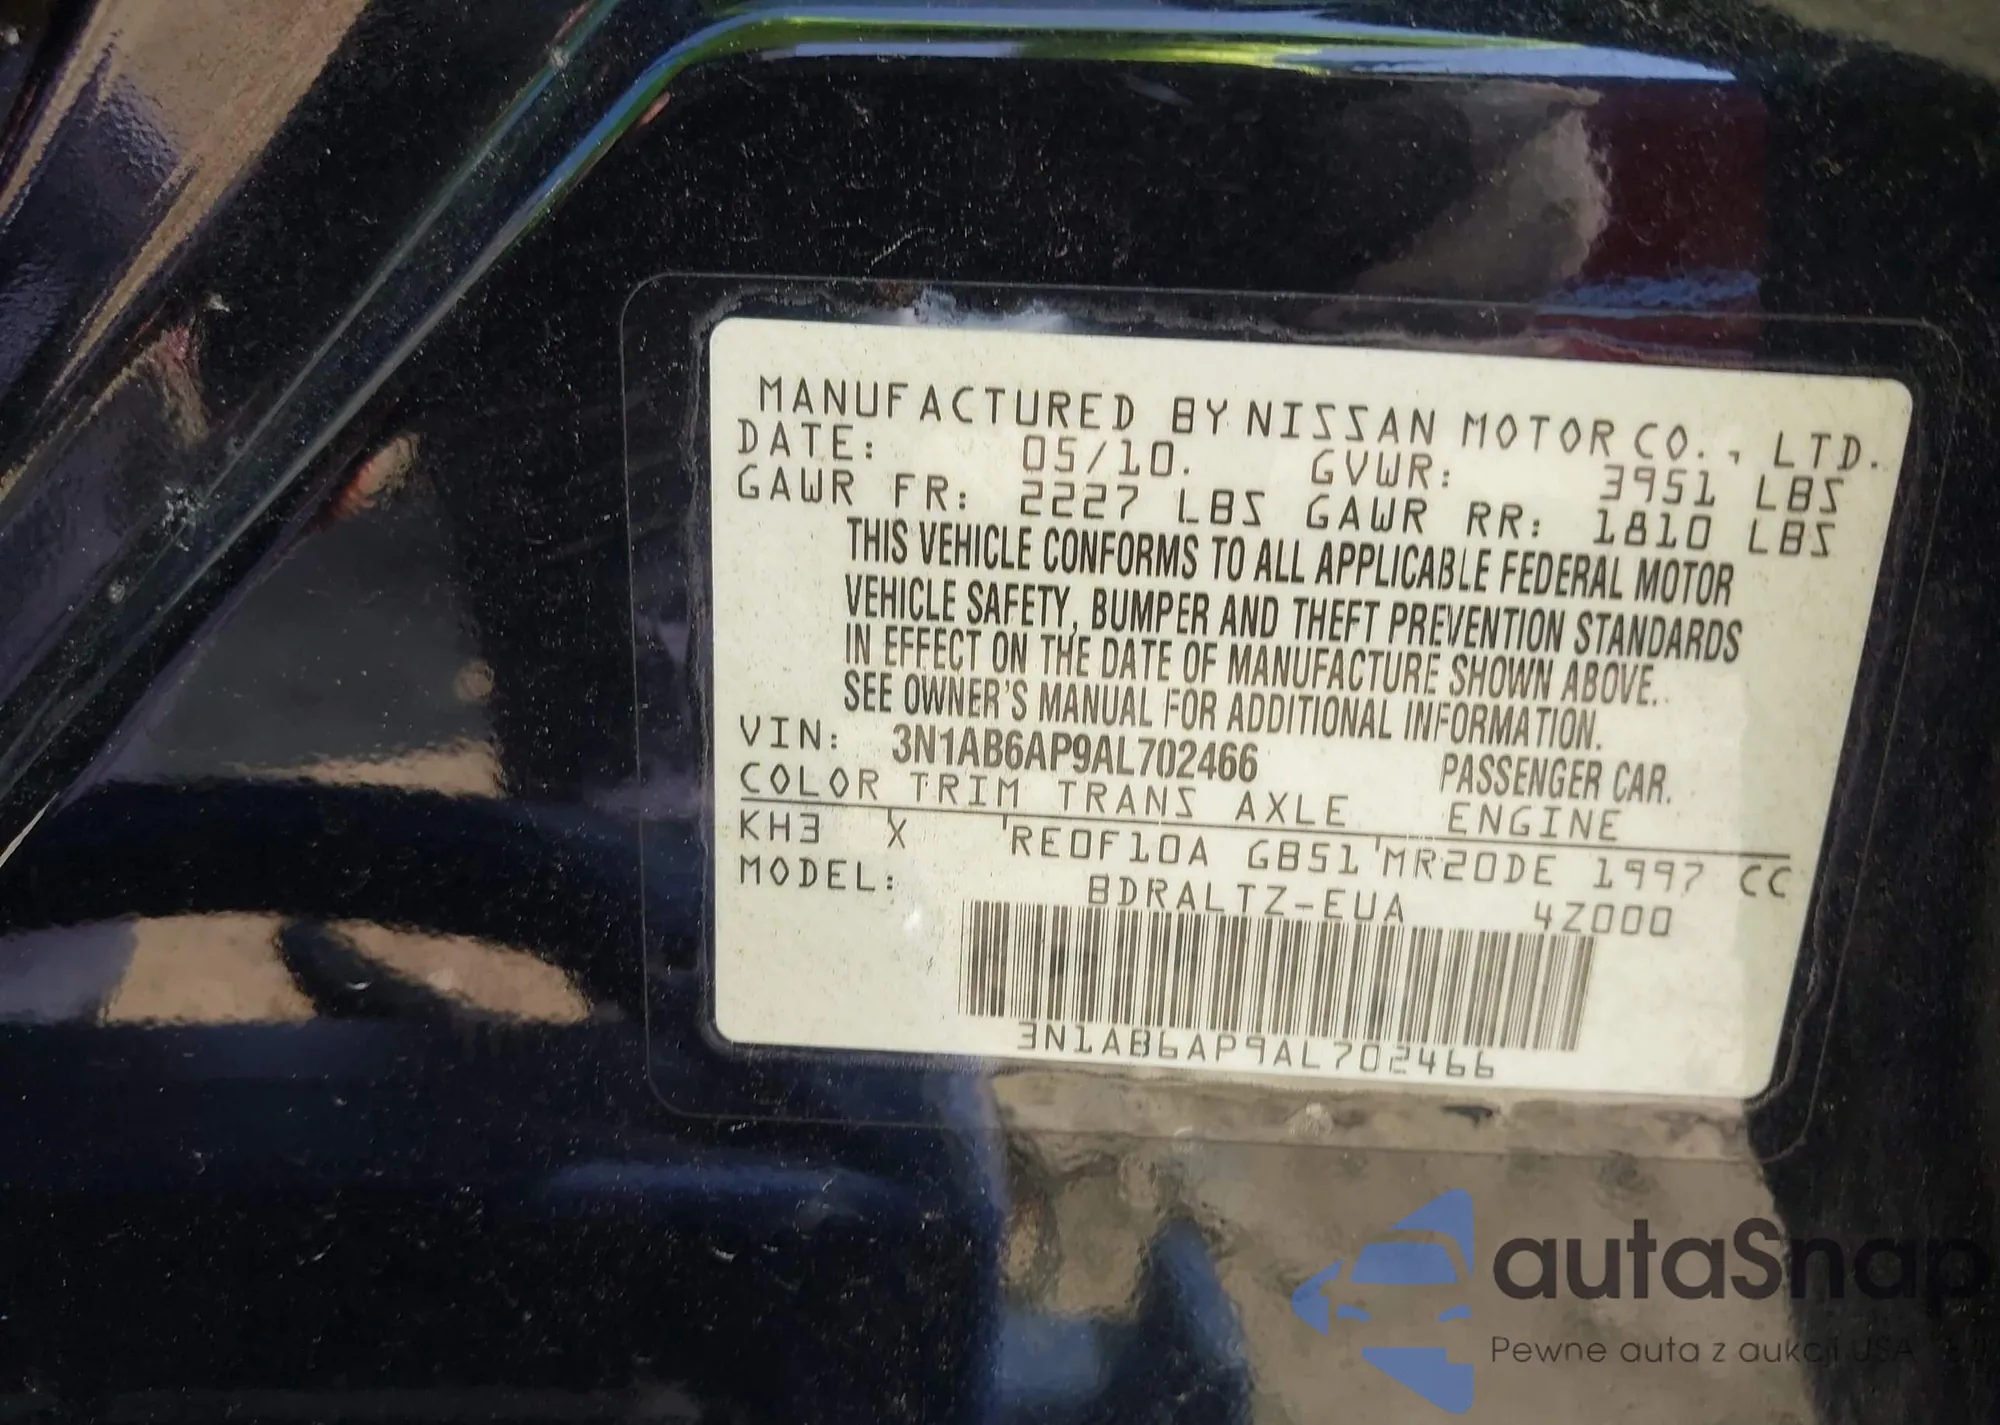 MANUFACTURED BY NISSAN MOTOR CO., LTD.
DATE: 05/10. GVWR: 3951 LBS
GAWR FR: 2227 LBS GAWR RR: 1810 LBS
THIS VEHICLE CONFORMS TO ALL APPLICABLE FEDERAL MOTOR
VEHICLE SAFETY, BUMPER AND THEFT PREVENTION STANDARDS
IN EFFECT ON THE DATE OF MANUFACTURE SHOWN ABOVE.
SEE OWNER'S MANUAL FOR ADDITIONAL INFORMATION.
VIN: 3N1AB6AP9AL702466 PASSENGER CAR.
COLOR TRIM TRANS AXLE ENGINE
KH3 X 'RE0F10A GB51'MR20DE 1997 CC
MODEL: BDRALTZ-EUA 4Z000
3N1AB6AP9AL702466
autaSnap
Pewne auta z aukcji USA